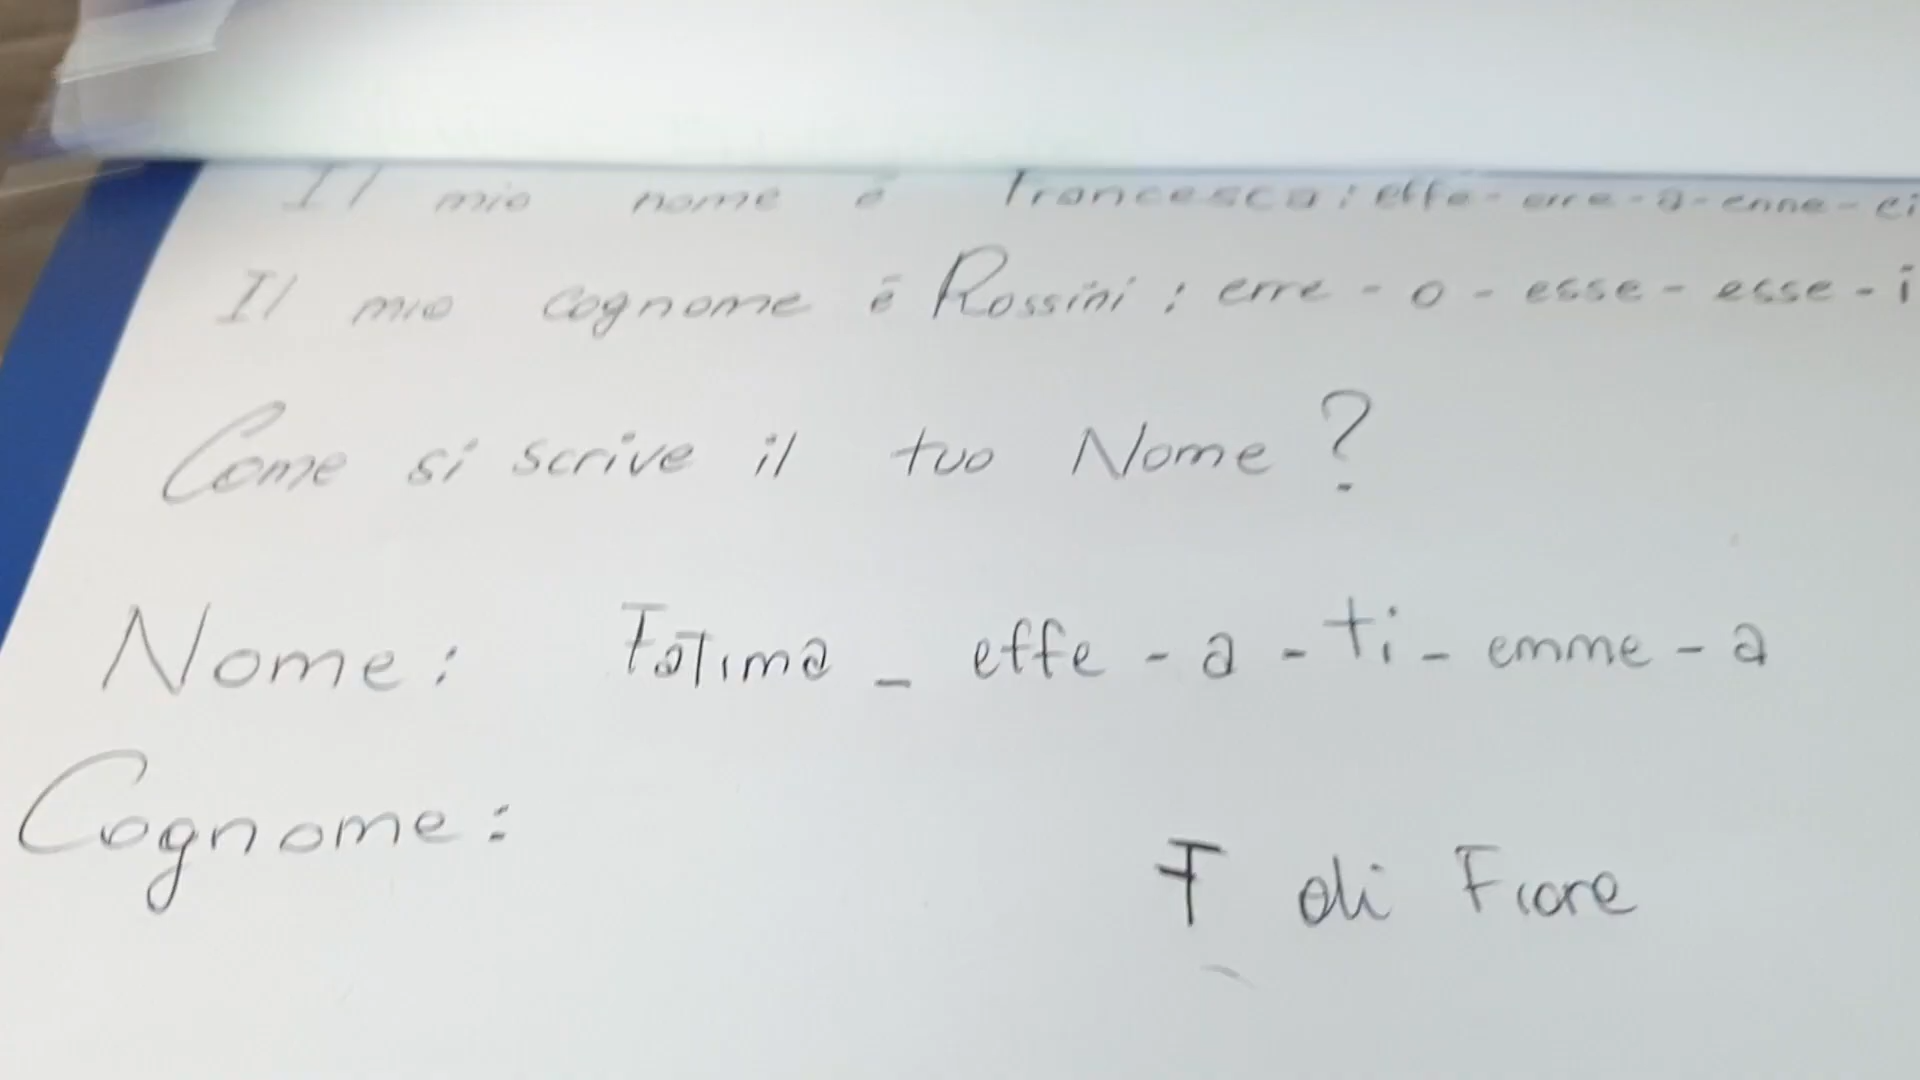 Il mio nome è Francesca: effe-erre-a-enne-ci
Il mio cognome è Rossini: erre-o-esse-esse-i
Come si scrive il tuo Nome?
Nome: Fatima - effe-a-ti-emme-a
Cognome:
F di Fiore